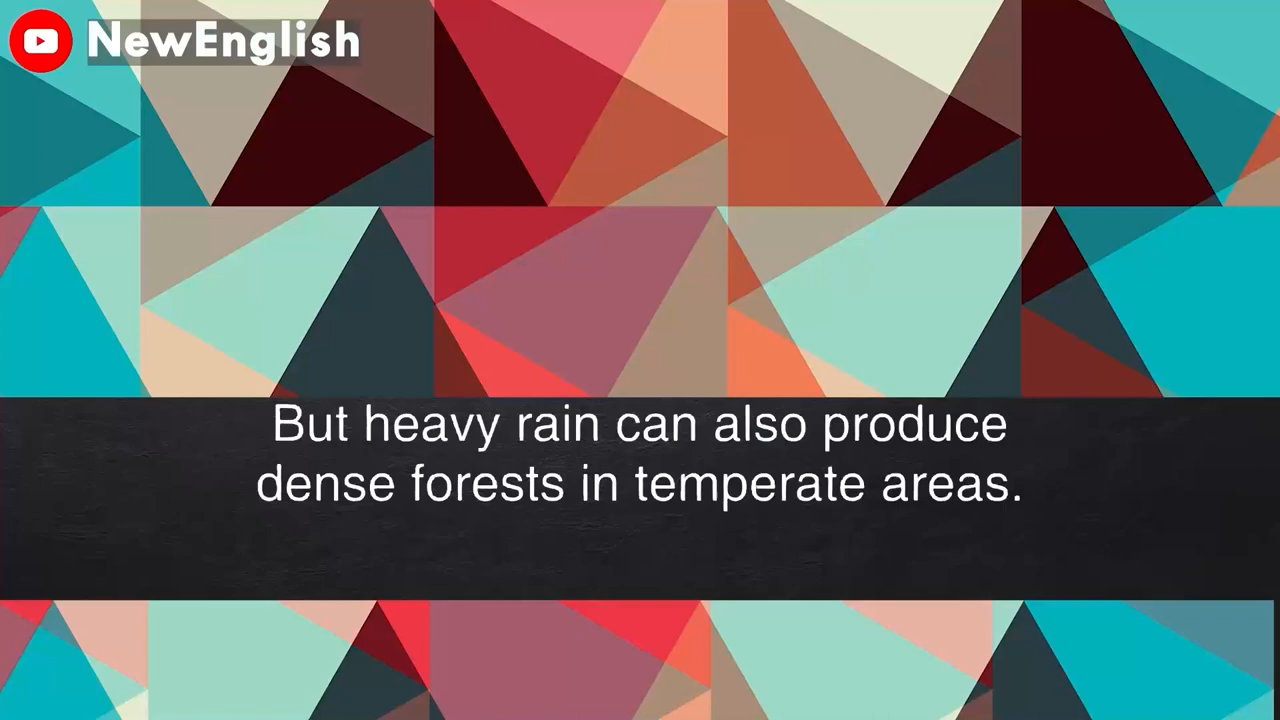 NewEnglish
But heavy rain can also produce
dense forests in temperate areas.